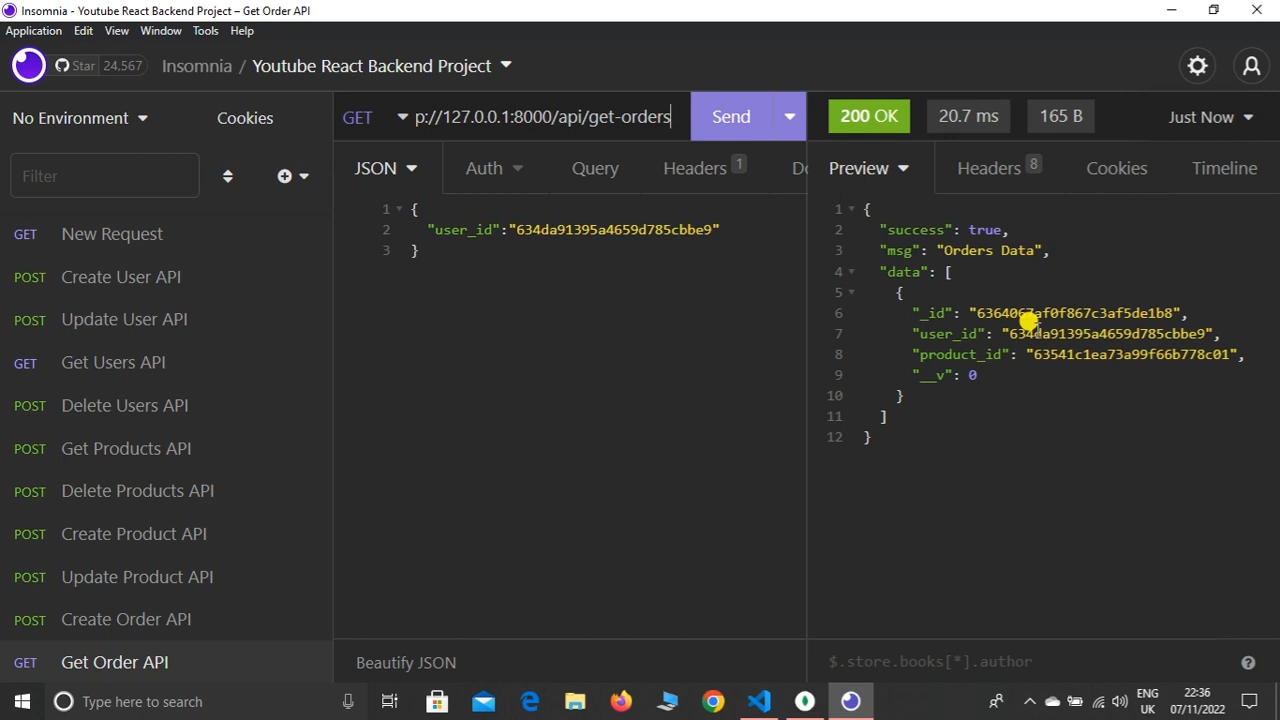 Insomnia - Youtube React Backend Project – Get Order API
Application Edit View Window Tools Help
Star 24,567 Insomnia / Youtube React Backend Project
No Environment Cookies
GET p://127.0.0.1:8000/api/get-orders Send
200 OK 20.7 ms 165 B Just Now
Filter
JSON Auth Query Headers 1 Do
Preview Headers 8 Cookies Timeline
GET New Request
POST Create User API
POST Update User API
GET Get Users API
POST Delete Users API
POST Get Products API
POST Delete Products API
POST Create Product API
POST Update Product API
POST Create Order API
GET Get Order API
1 {
2 "user_id":"634da91395a4659d785cbbe9"
3 }
Beautify JSON
1 {
2 "success": true,
3 "msg": "Orders Data",
4 "data": [
5 {
6 "_id": "6364067af0f867c3af5de1b8",
7 "user_id": "634da91395a4659d785cbbe9",
8 "product_id": "63541c1ea73a99f66b778c01",
9 "__v": 0
10 }
11 ]
12 }
$.store.books[*].author
Type here to search
ENG 22:36
UK 07/11/2022